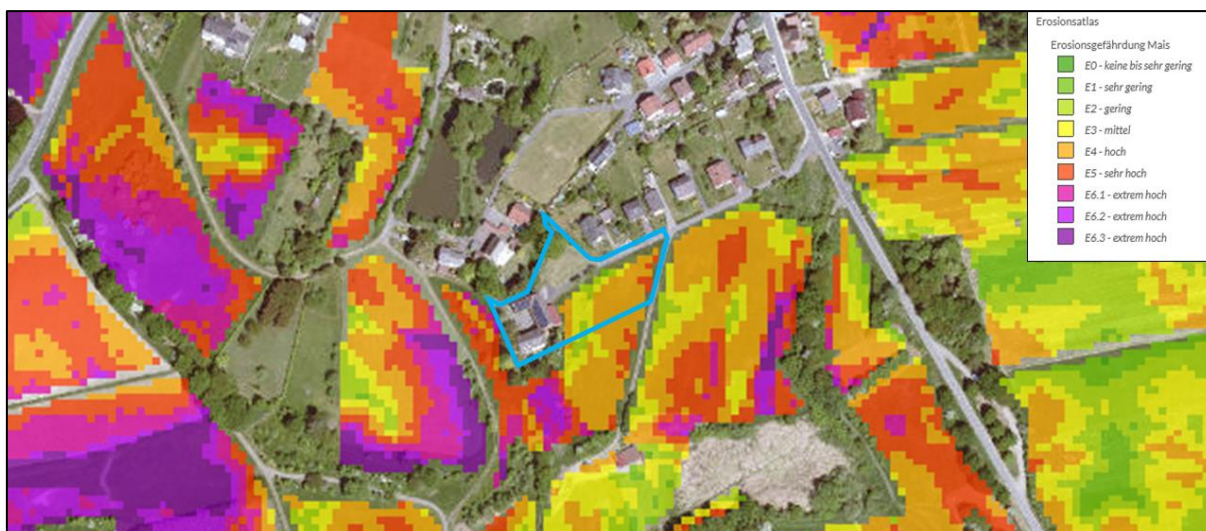 Erosionsatlas
Erosionsgefährdung Mais
E0 - keine bis sehr gering
E1 - sehr gering
E2 - gering
E3 - mittel
E4 - hoch
E5 - sehr hoch
E6.1 - extrem hoch
E6.2 - extrem hoch
E6.3 - extrem hoch